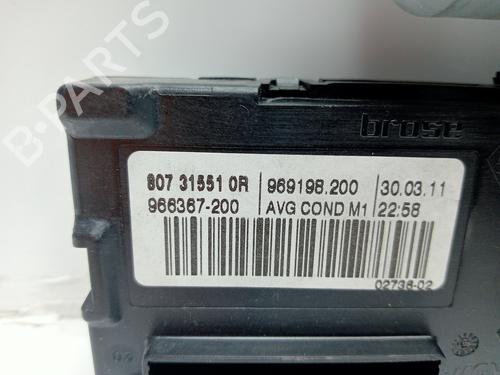 B-PARTS
brose
807 31551 0R 969198.200 30.03.11
966367-200 AVG COND M1 22:58
02736-02